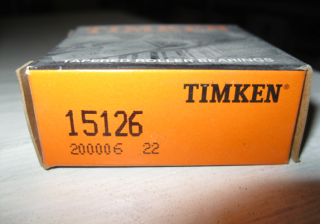 TAPERED ROLLER BEARINGS
TIMKEN®
15126
200006 22